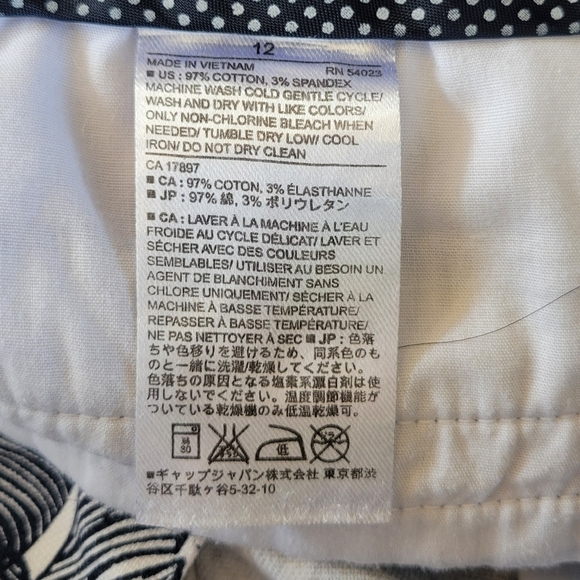 12
MADE IN VIETNAM RN 54023
■ US : 97% COTTON, 3% SPANDEX
MACHINE WASH COLD GENTLE CYCLE/
WASH AND DRY WITH LIKE COLORS/
ONLY NON-CHLORINE BLEACH WHEN
NEEDED/ TUMBLE DRY LOW/ COOL
IRON/ DO NOT DRY CLEAN
CA 17897
■ CA : 97% COTON, 3% ÉLASTHANNE
■ JP : 97% 綿, 3% ポリウレタン
■ CA : LAVER À LA MACHINE À L'EAU
FROIDE AU CYCLE DÉLICAT/ LAVER ET
SÉCHER AVEC DES COULEURS
SEMBLABLES/ UTILISER AU BESOIN UN
AGENT DE BLANCHIMENT SANS
CHLORE UNIQUEMENT/ SÉCHER À LA
MACHINE À BASSE TEMPÉRATURE/
REPASSER À BASSE TEMPÉRATURE/
NE PAS NETTOYER À SEC ■ JP : 色落
ちや色移りを避けるため、同系色のも
のと一緒に洗濯/乾燥してください。
色落ちの原因となる塩素系漂白剤は使
用しないでください。温度調節機能が
ついている乾燥機のみ低温乾燥可。
低
■ ギャップジャパン株式会社 東京都渋
谷区千駄ヶ谷5-32-10